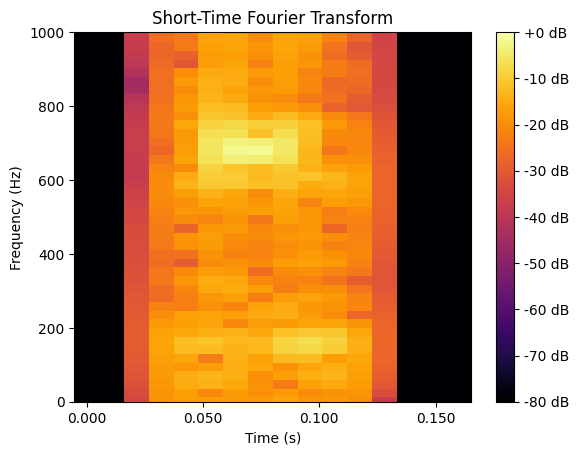 Short-Time Fourier Transform
Frequency (Hz)
1000
800
600
400
200
0
0.000
0.050
0.100
0.150
Time (s)
+0 dB
-10 dB
-20 dB
-30 dB
-40 dB
-50 dB
-60 dB
-70 dB
-80 dB